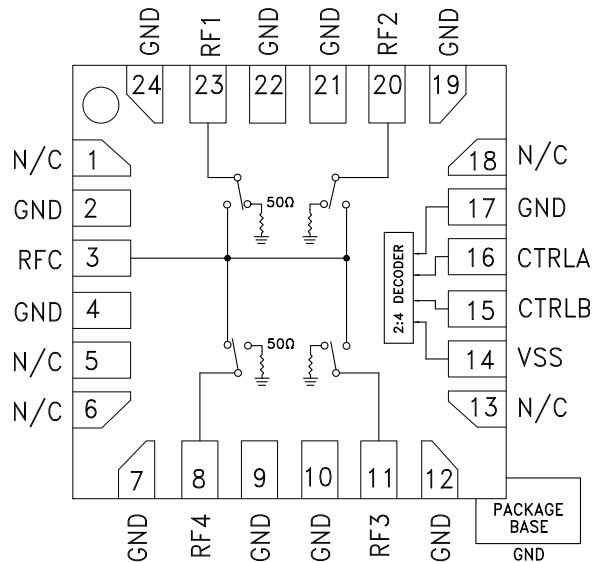 GND RF1 GND GND RF2 GND
24 23 22 21 20 19
N/C 1
GND 2
RFC 3
GND 4
N/C 5
N/C 6
18 N/C
17 GND
16 CTRLA
15 CTRLB
14 VSS
13 N/C
50Ω
50Ω
2:4 DECODER
7 8 9 10 11 12
GND RF4 GND GND RF3 GND
PACKAGE
BASE
GND